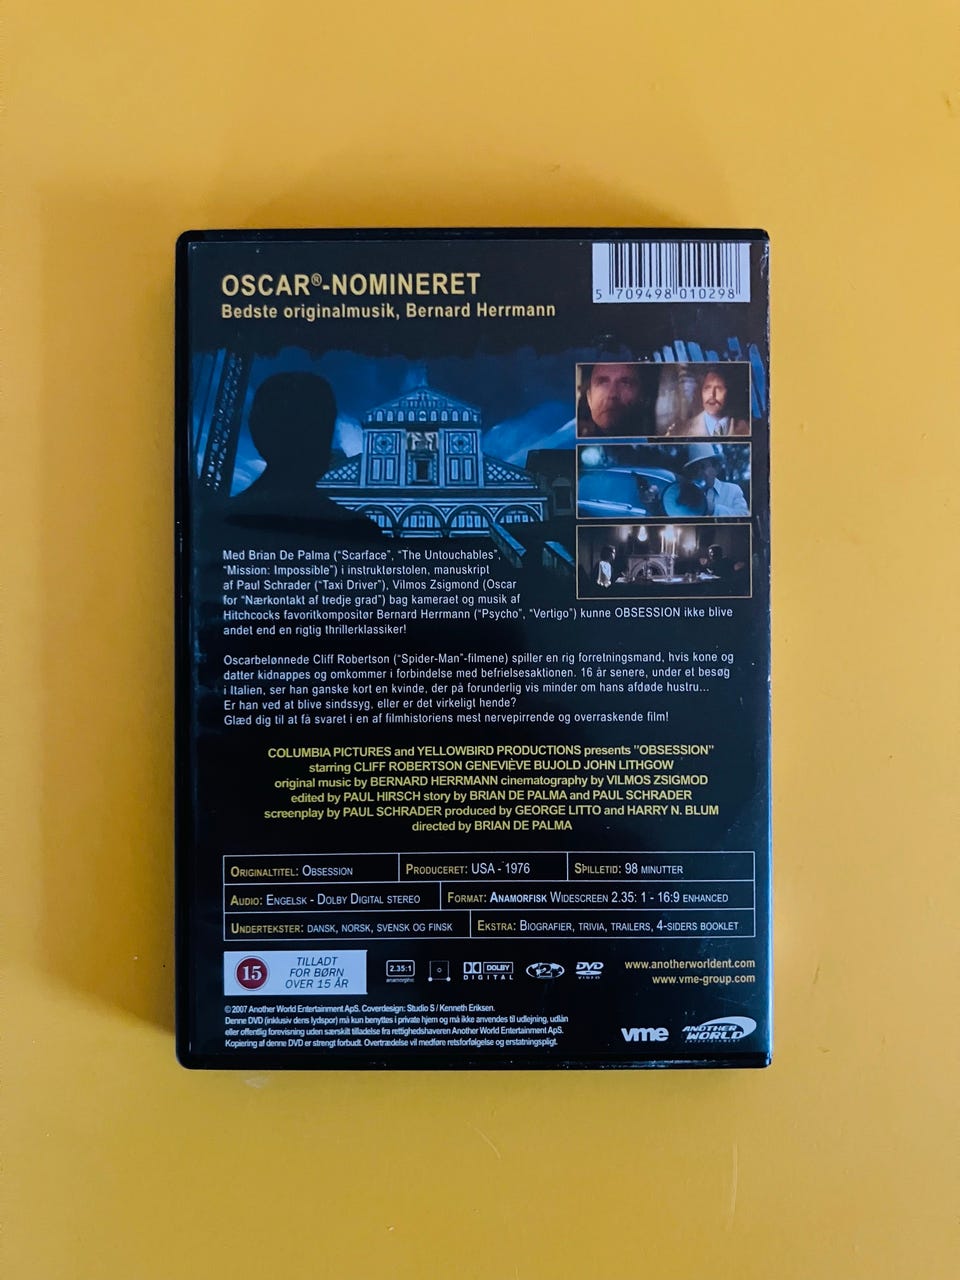 OSCAR®-NOMINERET
Bedste originalmusik, Bernard Herrmann
5 709498 010298
Med Brian De Palma (“Scarface”, “The Untouchables”,
“Mission: Impossible”) i instruktørstolen, manuskript
af Paul Schrader (“Taxi Driver”), Vilmos Zsigmond (Oscar
for “Nærkontakt af tredje grad”) bag kameraet og musik af
Hitchcocks favoritkompositør Bernard Herrmann (“Psycho”, “Vertigo”) kunne OBSESSION ikke blive
andet end en rigtig thrillerklassiker!
Oscarbelønnede Cliff Robertson (“Spider-Man”-filmene) spiller en rig forretningsmand, hvis kone og
datter kidnappes og omkommer i forbindelse med befrielsesaktionen. 16 år senere, under et besøg
i Italien, ser han ganske kort en kvinde, der på forunderlig vis minder om hans afdøde hustru...
Er han ved at blive sindssyg, eller er det virkeligt hende?
Glæd dig til at få svaret i en af filmhistoriens mest nervepirrende og overraskende film!
COLUMBIA PICTURES and YELLOWBIRD PRODUCTIONS presents "OBSESSION"
starring CLIFF ROBERTSON GENEVIÈVE BUJOLD JOHN LITHGOW
original music by BERNARD HERRMANN cinematography by VILMOS ZSIGMOD
edited by PAUL HIRSCH story by BRIAN DE PALMA and PAUL SCHRADER
screenplay by PAUL SCHRADER produced by GEORGE LITTO and HARRY N. BLUM
directed by BRIAN DE PALMA
ORIGINALTITEL: OBSESSION PRODUCERET: USA - 1976 SPILLETID: 98 MINUTTER
AUDIO: ENGELSK - DOLBY DIGITAL STEREO FORMAT: ANAMORFISK WIDESCREEN 2.35: 1 - 16:9 ENHANCED
UNDERTEKSTER: DANSK, NORSK, SVENSK OG FINSK EKSTRA: BIOGRAFIER, TRIVIA, TRAILERS, 4-SIDERS BOOKLET
15 TILLADT
FOR BØRN
OVER 15 ÅR
2.35:1
anamorphic
DOLBY
DIGITAL
2
DVD
VIDEO
www.anotherworldent.com
www.vme-group.com
© 2007 Another World Entertainment ApS. Coverdesign: Studio S / Kenneth Eriksen.
Denne DVD (inklusiv dens lydspor) må kun benyttes i private hjem og må ikke anvendes til udlejning, udlån
eller offentlig forevisning uden særskilt tilladelse fra rettighedshaveren Another World Entertainment ApS.
Kopiering af denne DVD er strengt forbudt. Overtrædelse vil medføre retsforfølgelse og erstatningspligt.
vme
ANOTHER
WORLD
ENTERTAINMENT